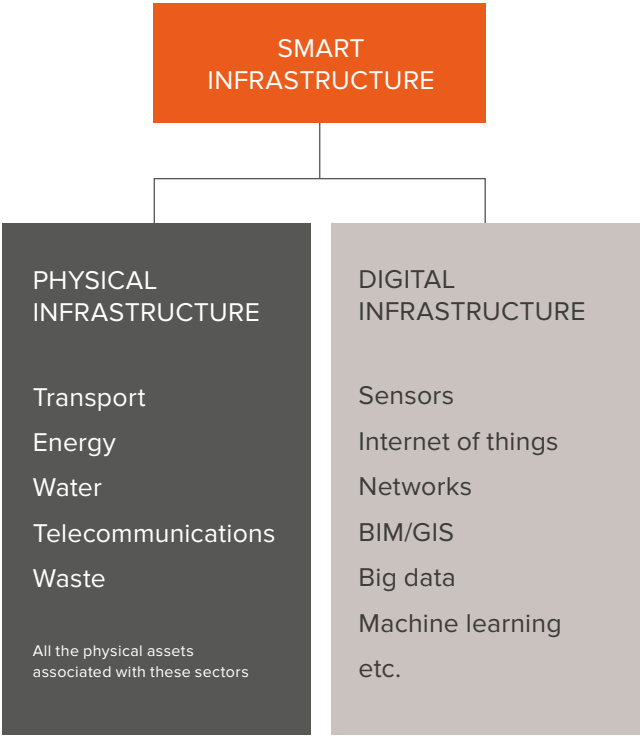 SMART
INFRASTRUCTURE
PHYSICAL
INFRASTRUCTURE
Transport
Energy
Water
Telecommunications
Waste
All the physical assets
associated with these sectors
DIGITAL
INFRASTRUCTURE
Sensors
Internet of things
Networks
BIM/GIS
Big data
Machine learning
etc.